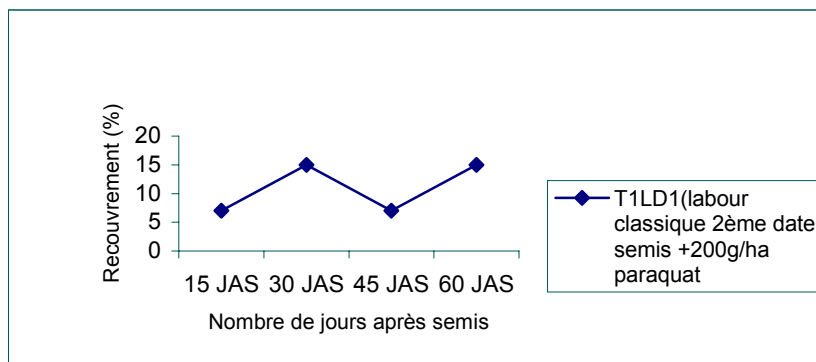 Recouvrement (%)
20
15
10
5
0
15 JAS 30 JAS 45 JAS 60 JAS
Nombre de jours après semis
T1LD1(labour
classique 2ème date
semis +200g/ha
paraquat